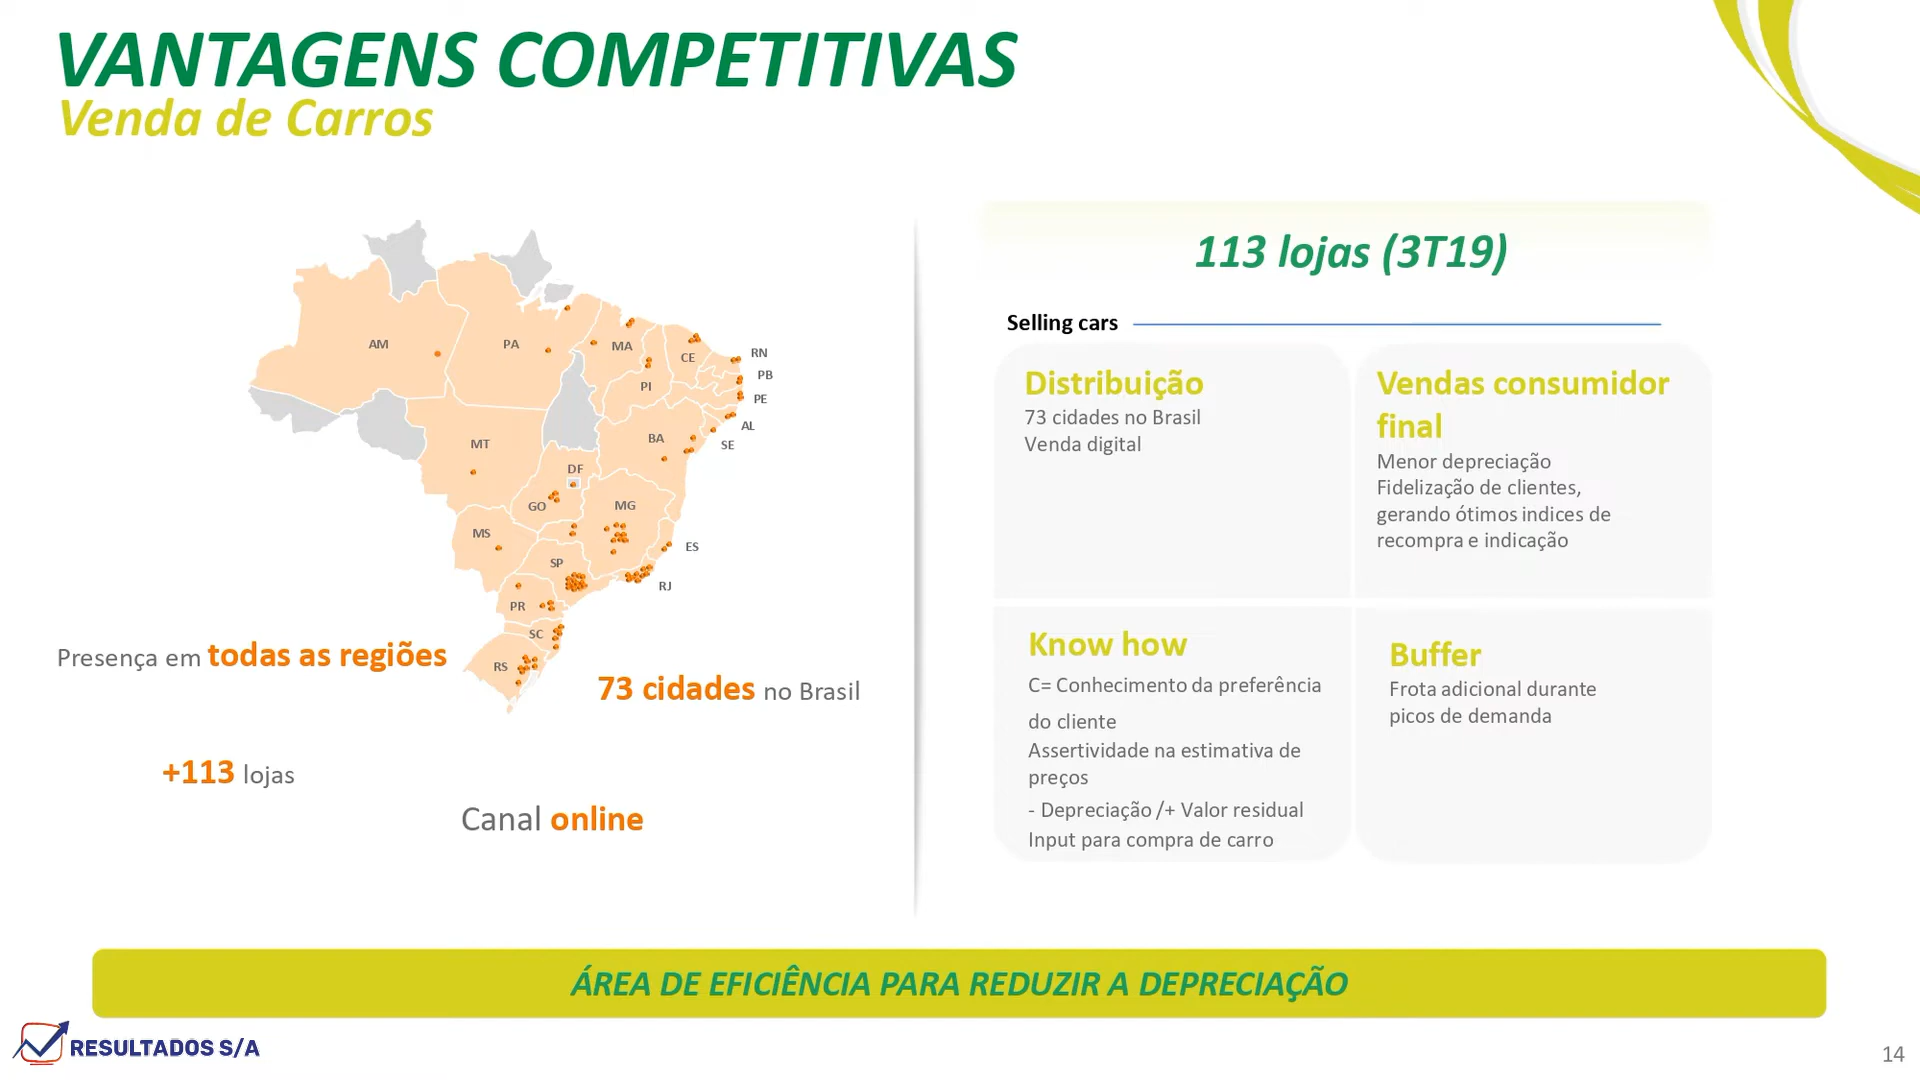 VANTAGENS COMPETITIVAS
Venda de Carros
AM
PA
MA
CE
RN
PB
PE
PI
AL
SE
BA
MT
DF
GO
MG
MS
ES
SP
RJ
PR
SC
RS
Presença em todas as regiões
73 cidades no Brasil
+113 lojas
Canal online
113 lojas (3T19)
Selling cars
Distribuição
73 cidades no Brasil
Venda digital
Vendas consumidor
final
Menor depreciação
Fidelização de clientes,
gerando ótimos indices de
recompra e indicação
Know how
C= Conhecimento da preferência
do cliente
Assertividade na estimativa de
preços
- Depreciação /+ Valor residual
Input para compra de carro
Buffer
Frota adicional durante
picos de demanda
ÁREA DE EFICIÊNCIA PARA REDUZIR A DEPRECIAÇÃO
RESULTADOS S/A
14